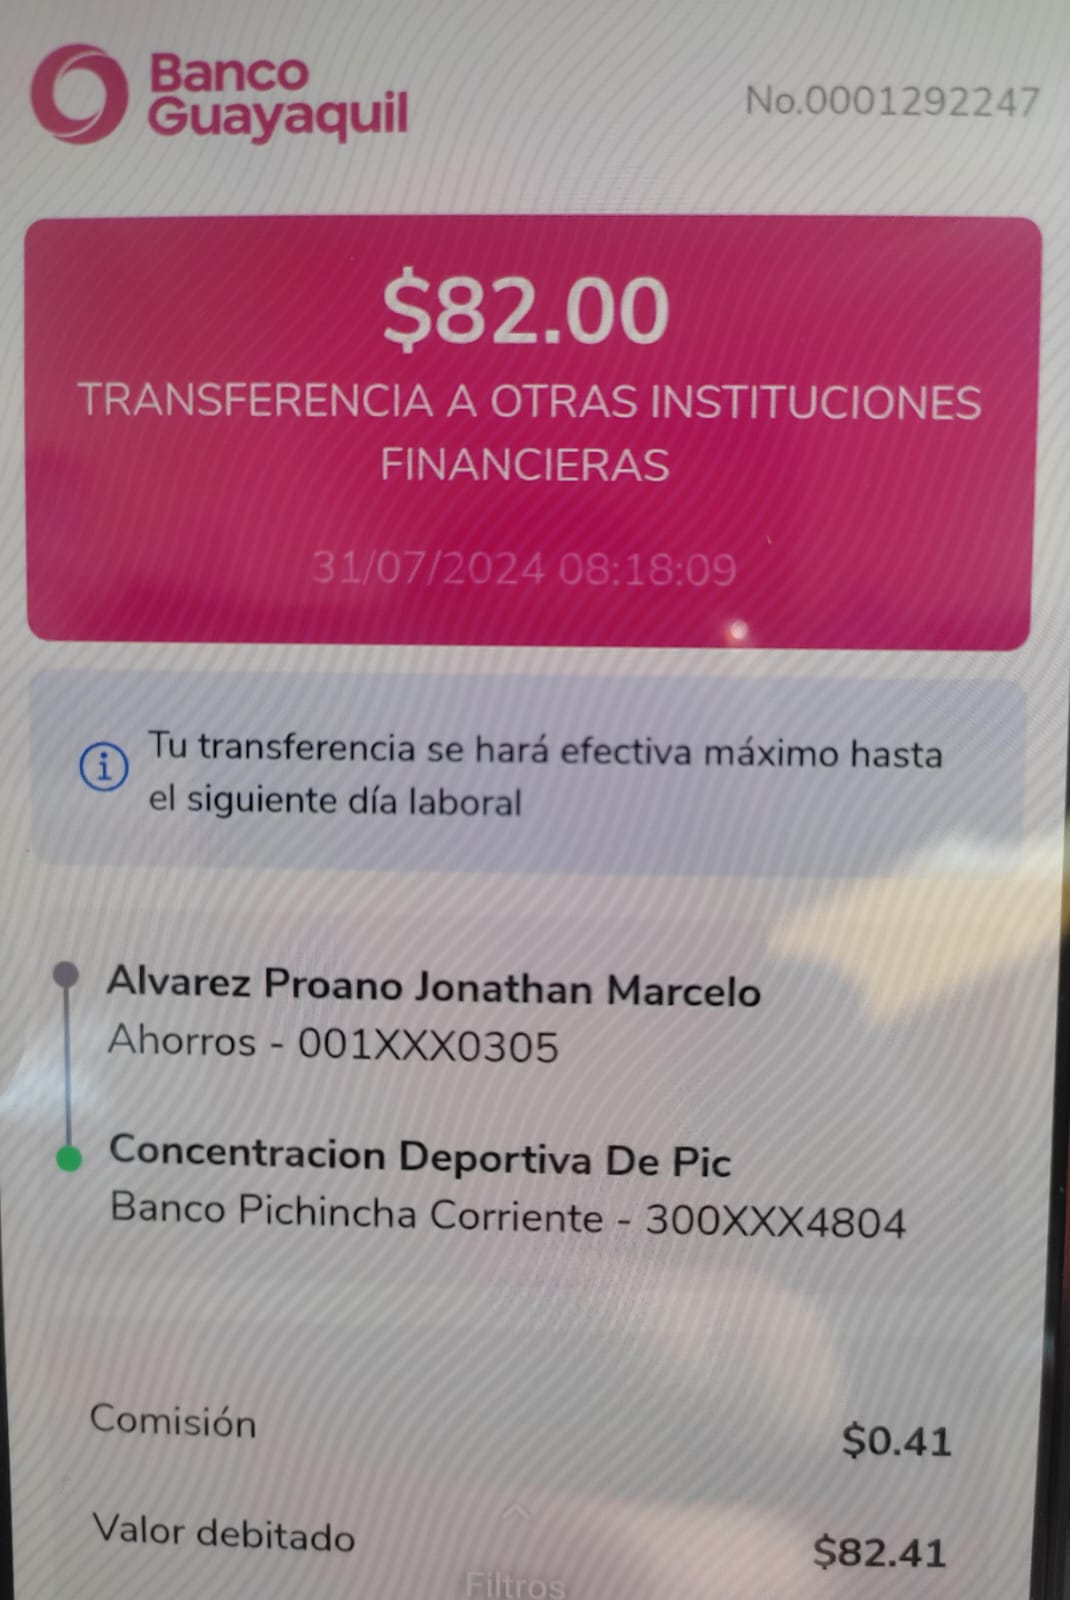 Banco
Guayaquil
No.0001292247
$82.00
TRANSFERENCIA A OTRAS INSTITUCIONES
FINANCIERAS
31/07/2024 08:18:09
Tu transferencia se hará efectiva máximo hasta
el siguiente día laboral
Alvarez Proano Jonathan Marcelo
Ahorros - 001XXX0305
Concentracion Deportiva De Pic
Banco Pichincha Corriente - 300XXX4804
Comisión
$0.41
Valor debitado
$82.41
Filtros